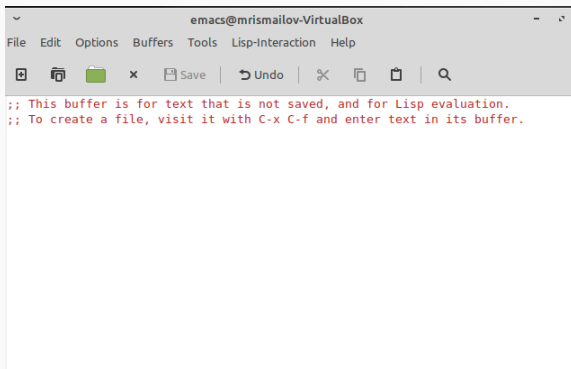 emacs@mrismailov-VirtualBox
File Edit Options Buffers Tools Lisp-Interaction Help
Save Undo
;; This buffer is for text that is not saved, and for Lisp evaluation.
;; To create a file, visit it with C-x C-f and enter text in its buffer.